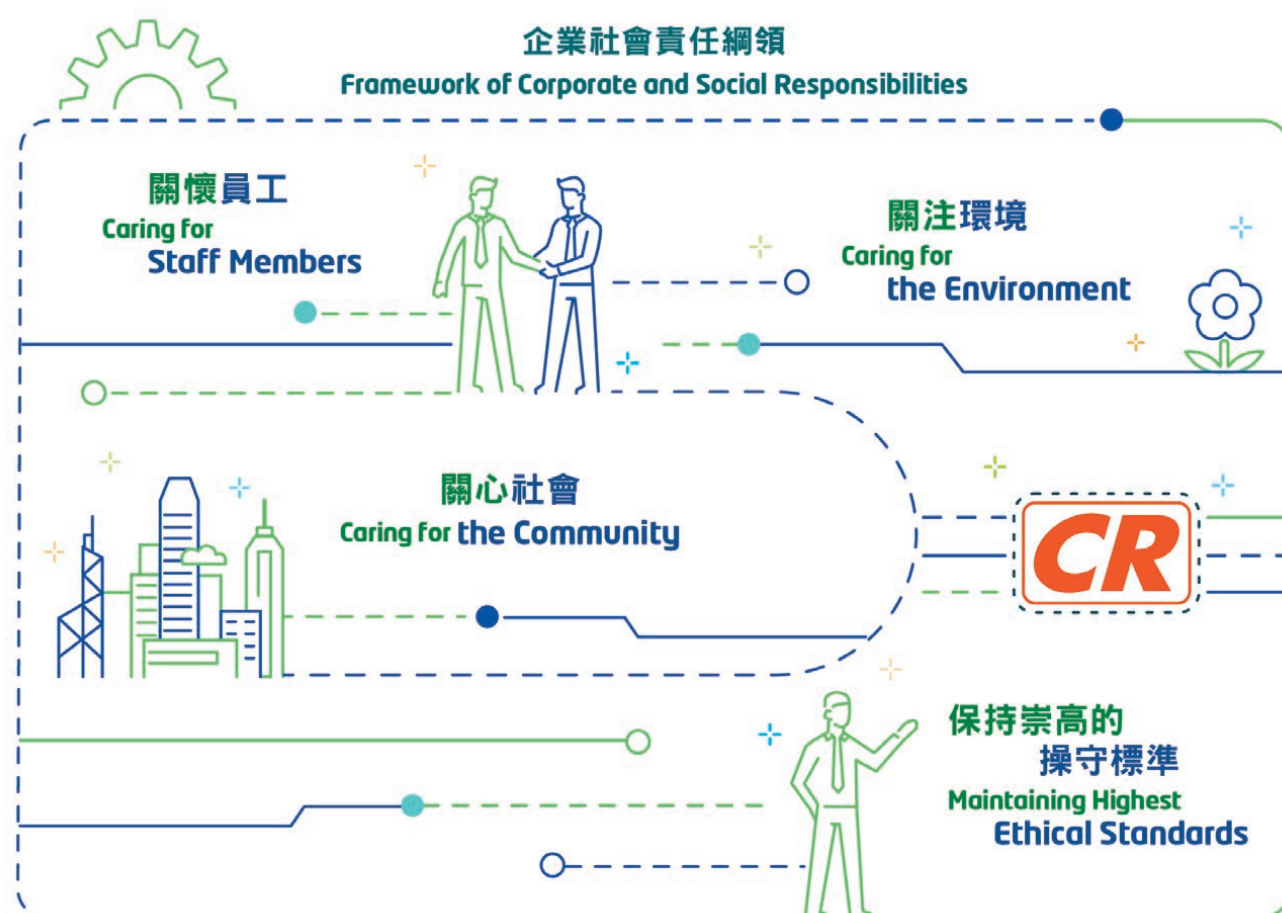 企業社會責任綱領
Framework of Corporate and Social Responsibilities
關懷員工
Caring for
Staff Members
關注環境
Caring for
the Environment
關心社會
Caring for the Community
CR
保持崇高的
操守標準
Maintaining Highest
Ethical Standards